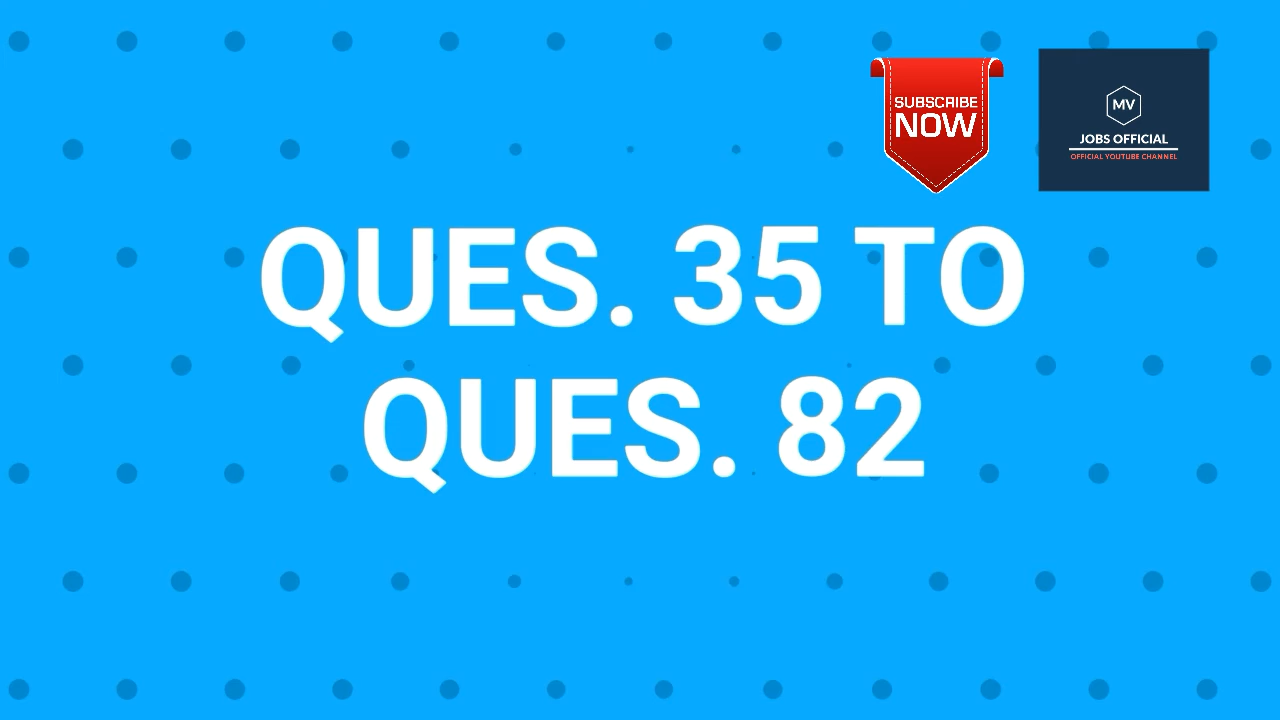 SUBSCRIBE
NOW
MV
JOBS OFFICIAL
OFFICIAL YOUTUBE CHANNEL
QUES. 35 TO
QUES. 82